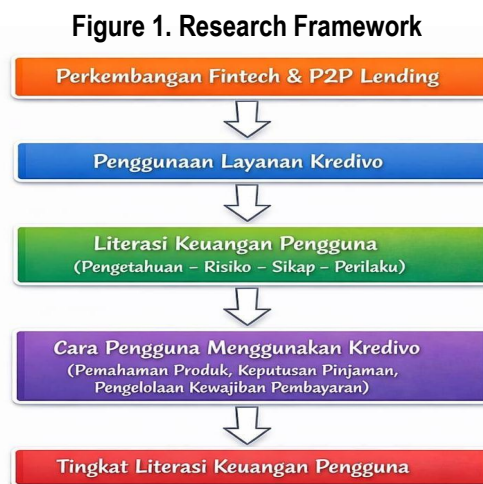 Figure 1. Research Framework
Perkembangan Fintech & P2P Lending
Penggunaan Layanan Kredivo
Literasi Keuangan Pengguna
(Pengetahuan – Risiko – Sikap – Perilaku)
Cara Pengguna Menggunakan Kredivo
(Pemahaman Produk, Keputusan Pinjaman,
Pengelolaan Kewajiban Pembayaran)
Tingkat Literasi Keuangan Pengguna